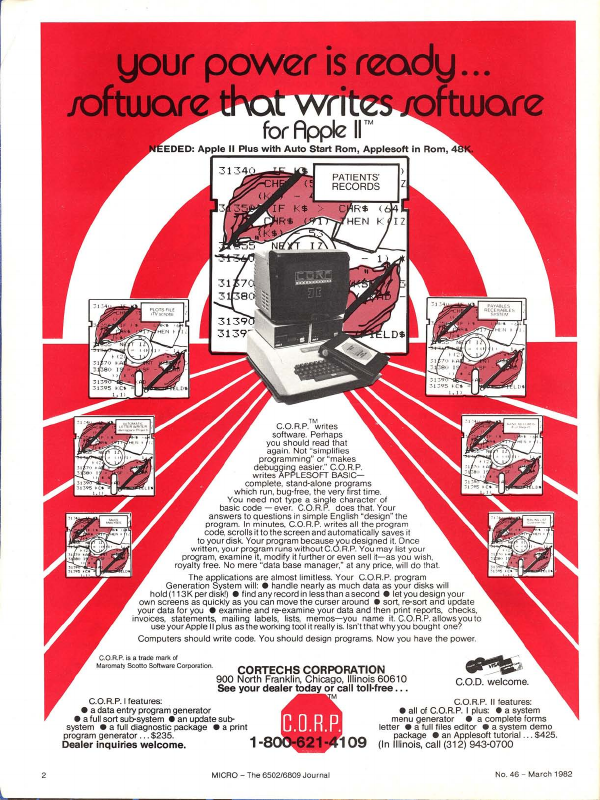 your power is ready...
software that writes software
for Apple II™
NEEDED: Apple II Plus with Auto Start Rom, Applesoft in Rom, 48K.
PATIENTS'
RECORDS
C.O.R.P.™ writes
software. Perhaps
you should read that
again. Not "simplifies
programming" or "makes
debugging easier." C.O.R.P.
writes APPLESOFT BASIC—
complete, stand-alone programs
which run, bug-free, the very first time.
You need not type a single character of
basic code — ever. C.O.R.P. does that. Your
answers to questions in simple English "design" the
program. In minutes, C.O.R.P. writes all the program
code, scrolls it to the screen and automatically saves it
to your disk. Your program because you designed it. Once
written, your program runs without C.O.R.P. You may list your
program, examine it, modify it further or even sell it—as you wish,
royalty free. No mere "data base manager," at any price, will do that.
The applications are almost limitless. Your C.O.R.P. program
Generation System will: ● handle nearly as much data as your disks will
hold (113K per disk!) ● find any record in less than a second ● let you design your
own screens as quickly as you can move the curser around ● sort, re-sort and update
your data for you ● examine and re-examine your data and then print reports, checks,
invoices, statements, mailing labels, lists, memos—you name it. C.O.R.P. allows you to
use your Apple II plus as the working tool it really is. Isn't that why you bought one?
Computers should write code. You should design programs. Now you have the power.
C.O.R.P. is a trade mark of
Maromaty Scotto Software Corporation.
CORTECHS CORPORATION
900 North Franklin, Chicago, Illinois 60610
See your dealer today or call toll-free...
C.O.D. welcome.
C.O.R.P. I features:
● a data entry program generator
● a full sort sub-system ● an update sub-
system ● a full diagnostic package ● a print
program generator ... $235.
Dealer inquiries welcome.
C.O.R.P.™
1-800-621-4109
C.O.R.P. II features:
● all of C.O.R.P. I plus: ● a system
menu generator ● a complete forms
letter ● a full files editor ● a system demo
package ● an Applesoft tutorial ... $425.
(In Illinois, call (312) 943-0700
2
MICRO – The 6502/6809 Journal
No. 46 – March 1982